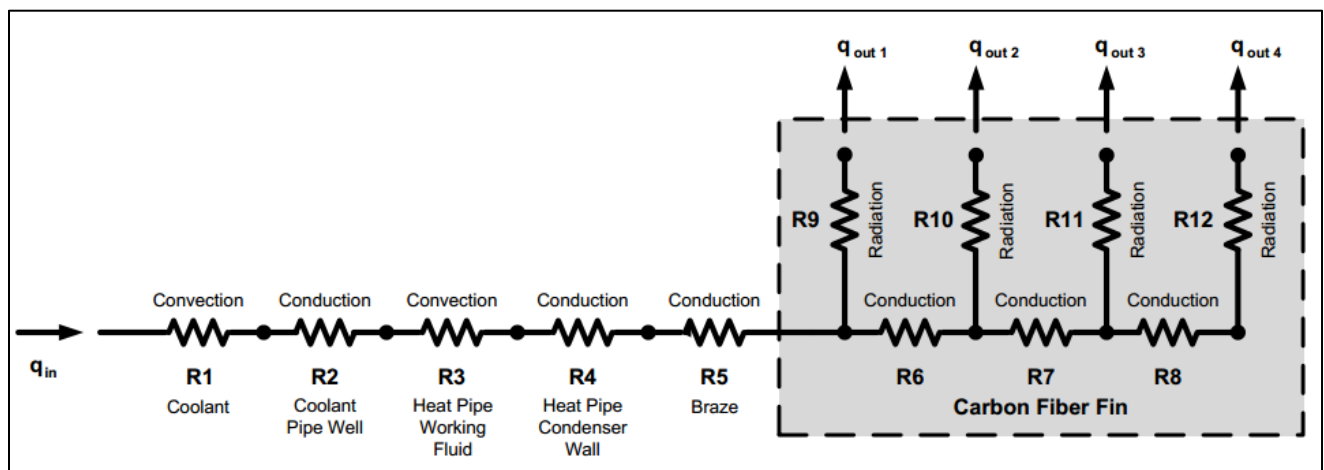 q out 1 q out 2 q out 3 q out 4
R9 Radiation R10 Radiation R11 Radiation R12 Radiation
Convection Conduction Convection Conduction Conduction Conduction Conduction Conduction
q in R1 R2 R3 R4 R5 R6 R7 R8
Coolant Coolant Heat Pipe Heat Pipe Braze Carbon Fiber Fin
Pipe Well Working Condenser
Fluid Wall